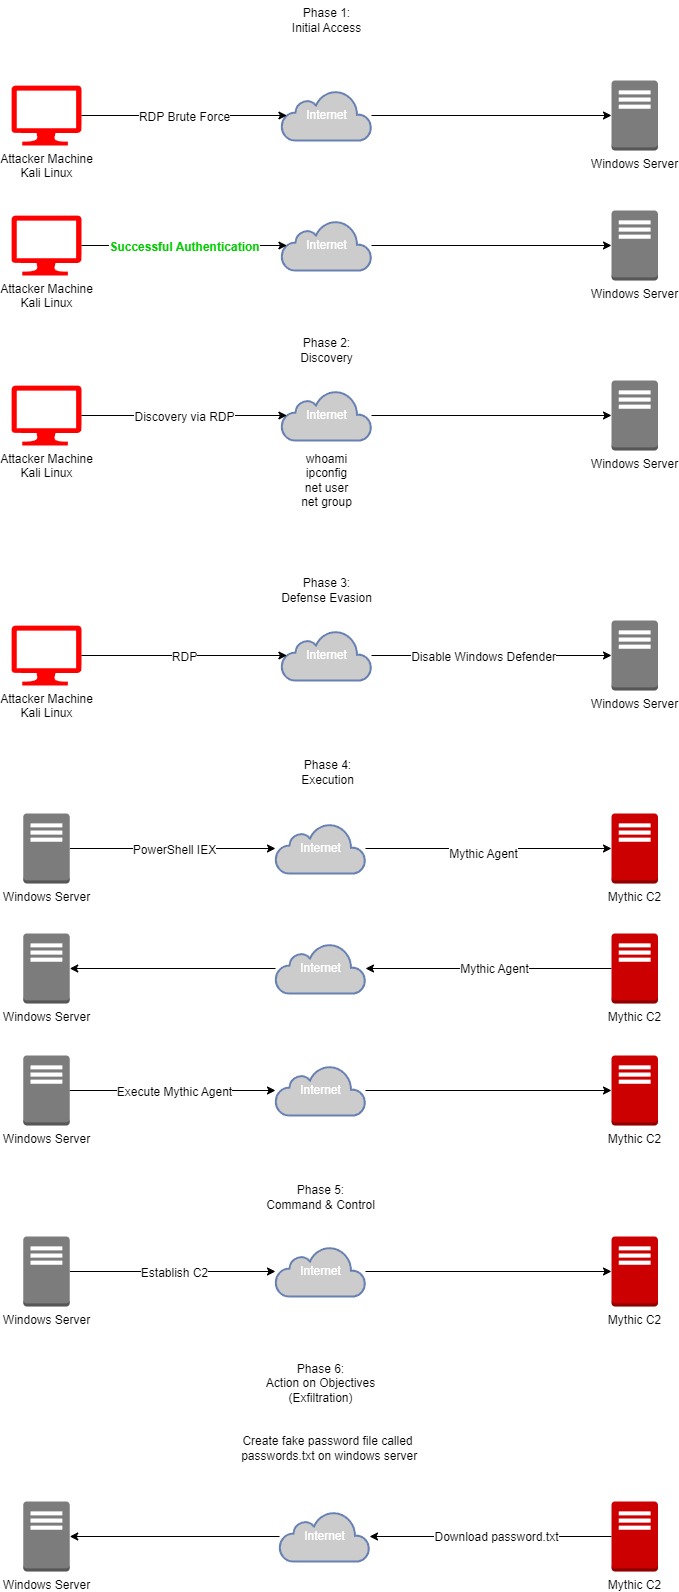 Phase 1:
Initial Access
RDP Brute Force
Internet
Attacker Machine
Kali Linux
Windows Server
Successful Authentication
Internet
Attacker Machine
Kali Linux
Windows Server
Phase 2:
Discovery
Discovery via RDP
Internet
Attacker Machine
Kali Linux
Windows Server
whoami
ipconfig
net user
net group
Phase 3:
Defense Evasion
RDP
Internet
Disable Windows Defender
Attacker Machine
Kali Linux
Windows Server
Phase 4:
Execution
PowerShell IEX
Internet
Mythic Agent
Windows Server
Mythic C2
Internet
Mythic Agent
Windows Server
Mythic C2
Execute Mythic Agent
Internet
Windows Server
Mythic C2
Phase 5:
Command & Control
Establish C2
Internet
Windows Server
Mythic C2
Phase 6:
Action on Objectives
(Exfiltration)
Create fake password file called
passwords.txt on windows server
Internet
Download password.txt
Windows Server
Mythic C2